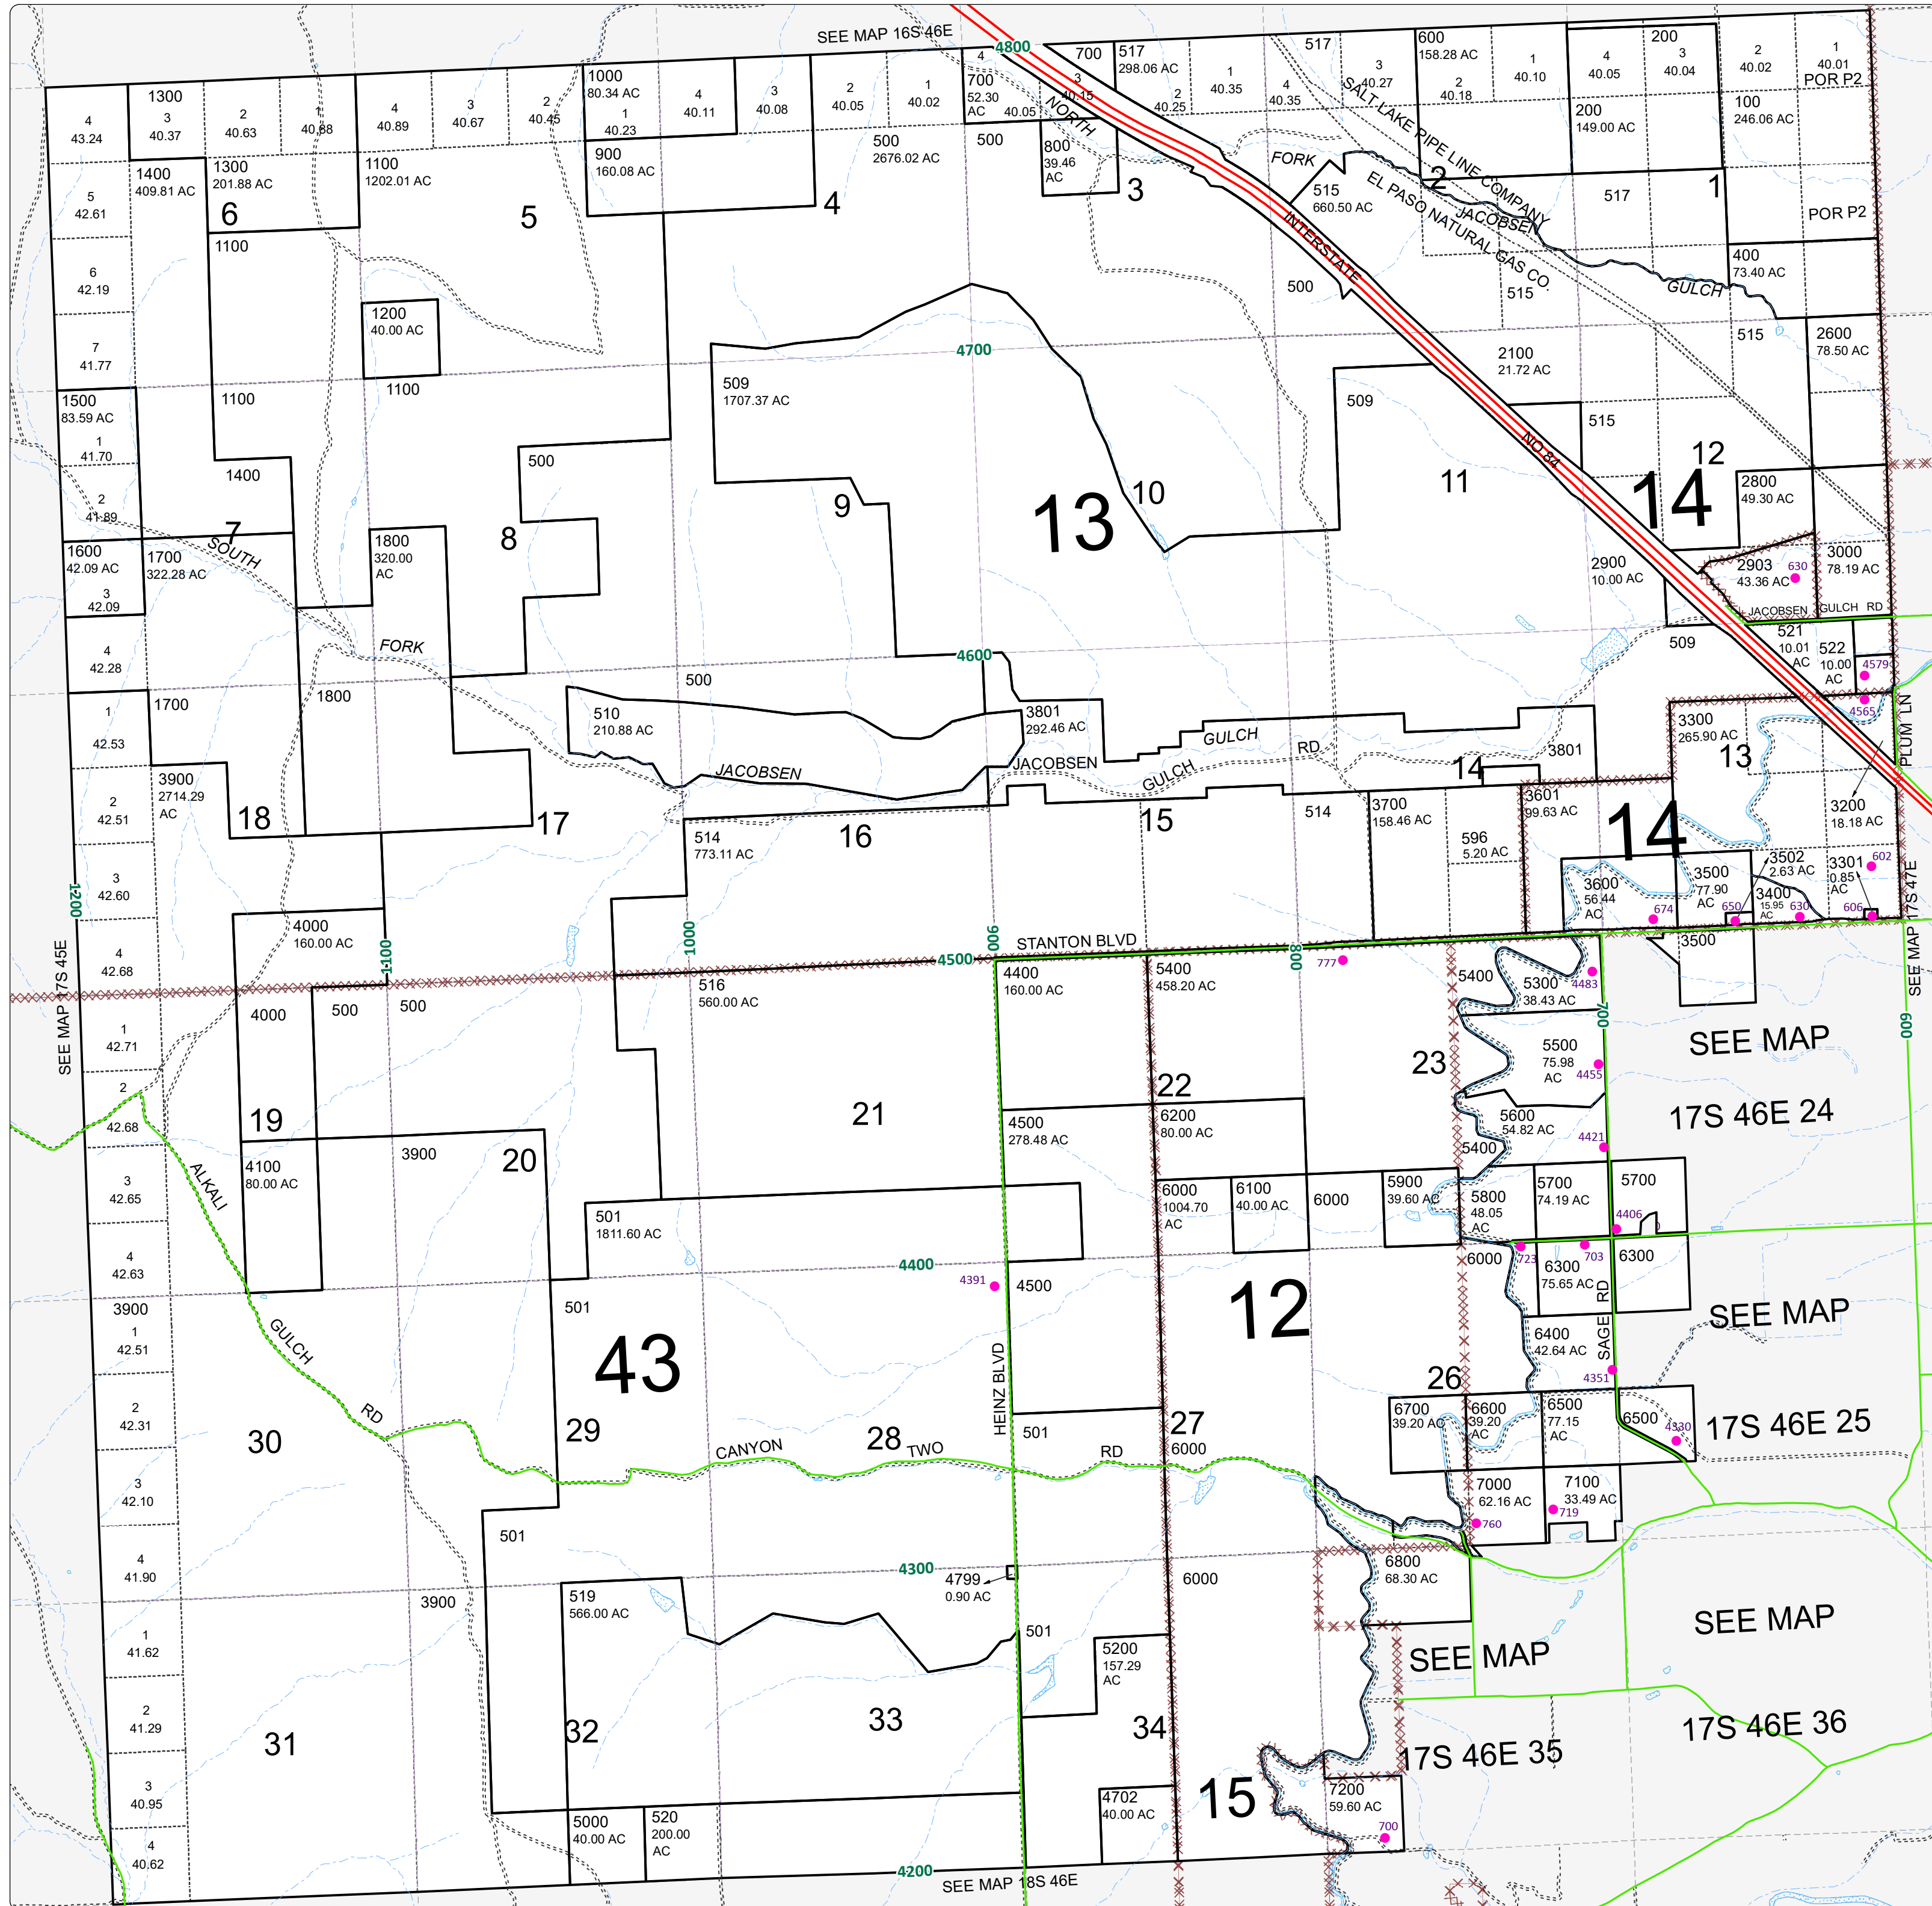 SEE MAP 16S 46E
4800
4
43.24
1300
3
40.37
2
40.63
1
40.88
4
40.89
3
40.67
2
40.45
1000
80.34 AC
1
40.23
4
40.11
3
40.08
2
40.05
1
40.02
4
700
52.30
AC
40.05
700
3
40.15
517
298.06 AC
2
40.25
1
40.35
4
40.35
517
3
40.27
600
158.28 AC
2
40.18
1
40.10
4
40.05
200
3
40.04
2
40.02
1
40.01
POR P2
5
42.61
1400
409.81 AC
1300
201.88 AC
6
1100
1202.01 AC
5
900
160.08 AC
4
500
2676.02 AC
500
800
39.46
AC
3
NORTH
FORK
SALT LAKE PIPE LINE COMPANY
EL PASO NATURAL GAS CO.
515
660.50 AC
2
JACOBSEN
GULCH
200
149.00 AC
517
1
100
246.06 AC
POR P2
400
73.40 AC
6
42.19
1100
7
41.77
1200
40.00 AC
1100
INTERSTATE
NO 84
500
515
515
2600
78.50 AC
2100
21.72 AC
4700
1500
83.59 AC
1
41.70
1100
509
1707.37 AC
509
515
12
14
2
41.89
1400
500
9
13
10
11
2800
49.30 AC
7
SOUTH
FORK
8
1600
42.09 AC
3
42.09
1700
322.28 AC
1800
320.00
AC
2900
10.00 AC
2903
43.36 AC
630
3000
78.19 AC
JACOBSEN
GULCH RD
4
42.28
4600
509
521
10.01
AC
522
10.00
AC
4579
4565
PLUM LN
1
42.53
1700
1800
500
510
210.88 AC
3801
292.46 AC
GULCH
RD
3801
3300
265.90 AC
13
2
42.51
3900
2714.29
AC
18
17
JACOBSEN
JACOBSEN
GULCH
14
3200
18.18 AC
16
15
514
773.11 AC
514
3700
158.46 AC
596
5.20 AC
3601
99.63 AC
14
3
42.60
1200
3600
56.44
AC
674
3500
77.90
AC
650
3502
2.63 AC
3400
15.95
AC
630
3301
0.85
AC
602
606
SEE MAP 17S 47E
SEE MAP 17S 45E
4
42.68
4000
160.00 AC
1100
1000
900
STANTON BLVD
4500
800
777
3500
1
42.71
4000
500
500
516
560.00 AC
4400
160.00 AC
5400
458.20 AC
5400
5300
38.43 AC
4483
700
600
SEE MAP
17S 46E 24
23
5500
75.98
AC
4455
2
42.68
19
21
22
4500
278.48 AC
6200
80.00 AC
5600
54.82 AC
5400
4421
ALKALI
GULCH
RD
3
42.65
4100
80.00 AC
3900
20
501
1811.60 AC
6000
1004.70
AC
6100
40.00 AC
6000
5900
39.60 AC
5800
48.05
AC
5700
74.19 AC
5700
4406
4
42.63
4400
4391
4500
6000
723
703
6300
75.65 AC
6300
3900
1
42.51
501
43
12
SAGE RD
SEE MAP
17S 46E 25
HEINZ BLVD
6400
42.64 AC
4351
26
2
42.31
30
29
28
27
6000
501
6700
39.20 AC
6600
39.20
AC
6500
77.15
AC
6500
4330
CANYON
TWO
RD
3
42.10
501
7000
62.16 AC
760
7100
33.49 AC
719
4
41.90
3900
519
566.00 AC
4300
4799
0.90 AC
6000
6800
68.30 AC
SEE MAP
17S 46E 36
1
41.62
501
5200
157.29
AC
SEE MAP
17S 46E 35
2
41.29
31
32
33
34
3
40.95
15
7200
59.60 AC
700
4
40.62
5000
40.00 AC
520
200.00
AC
4702
40.00 AC
4200
SEE MAP 18S 46E